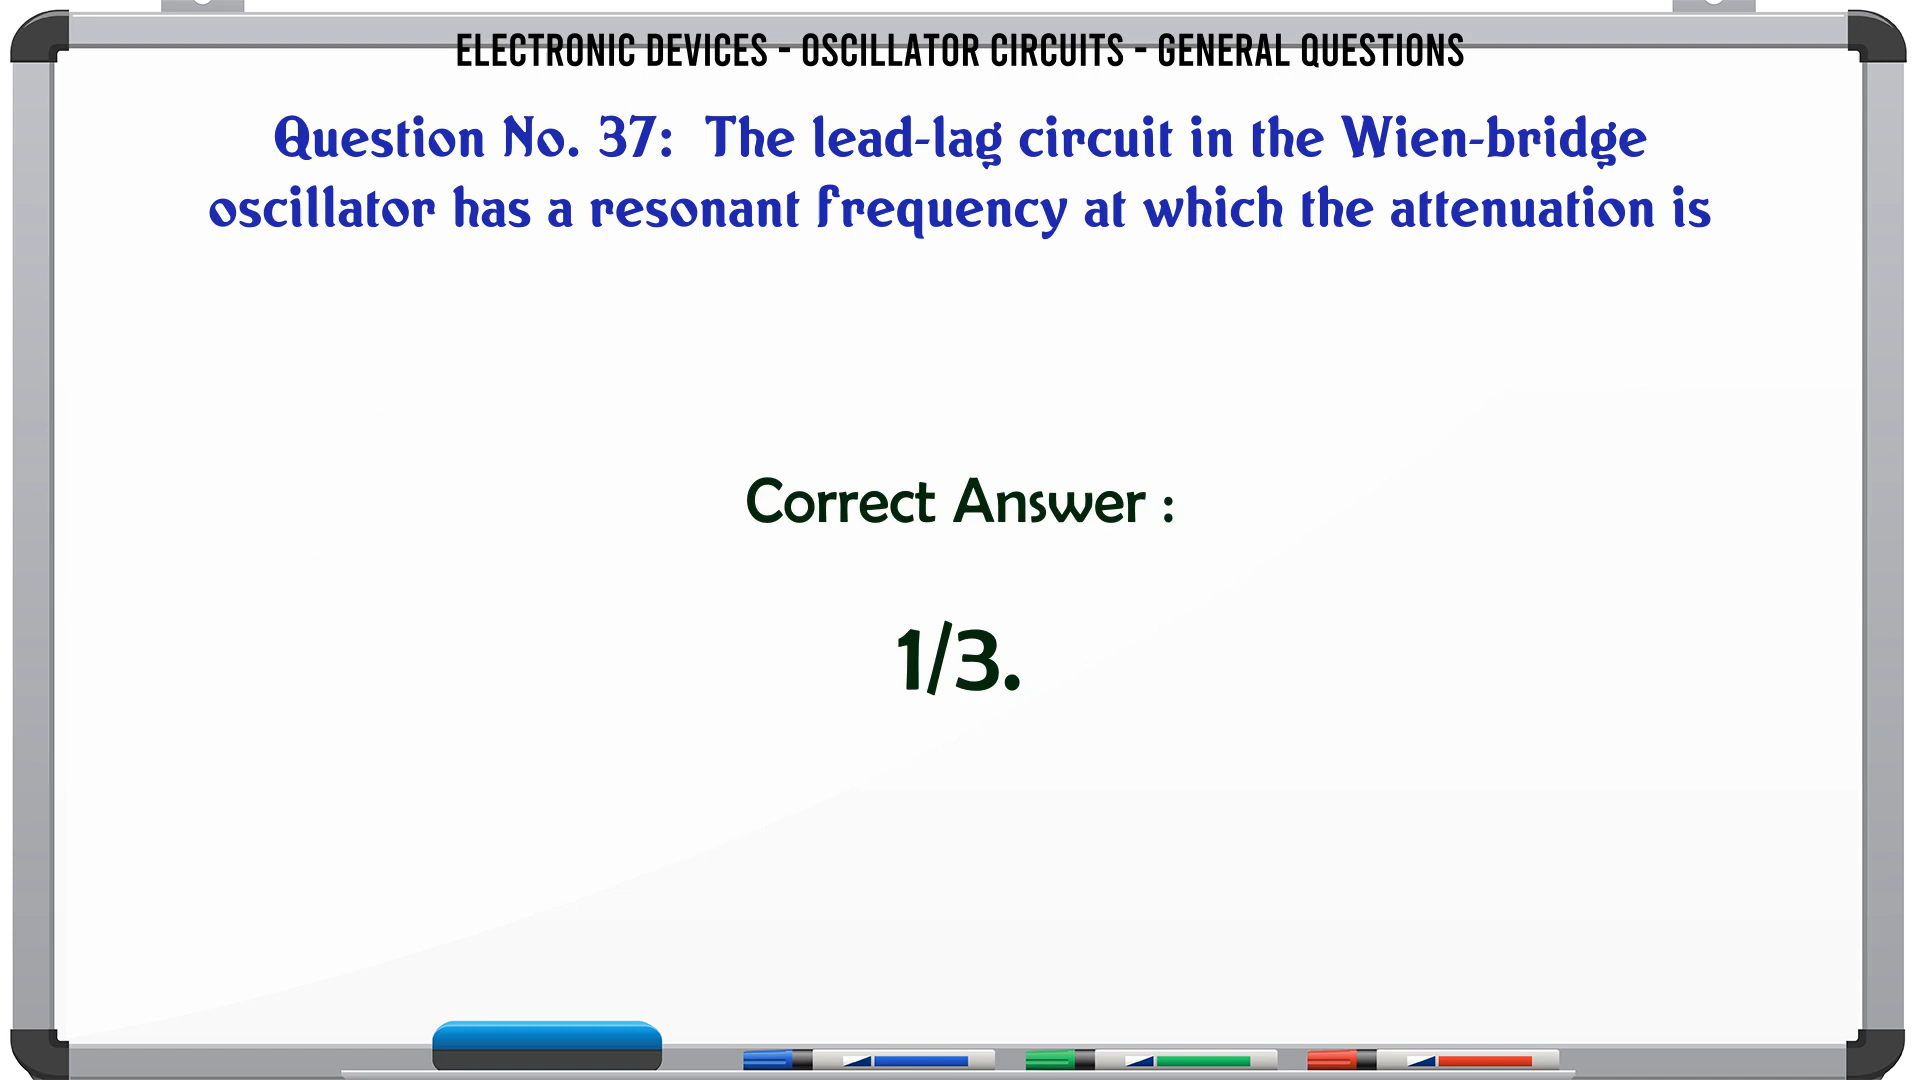 ELECTRONIC DEVICES - OSCILLATOR CIRCUITS - GENERAL QUESTIONS
Question No. 37: The lead-lag circuit in the Wien-bridge
oscillator has a resonant frequency at which the attenuation is
Correct Answer :
1/3.